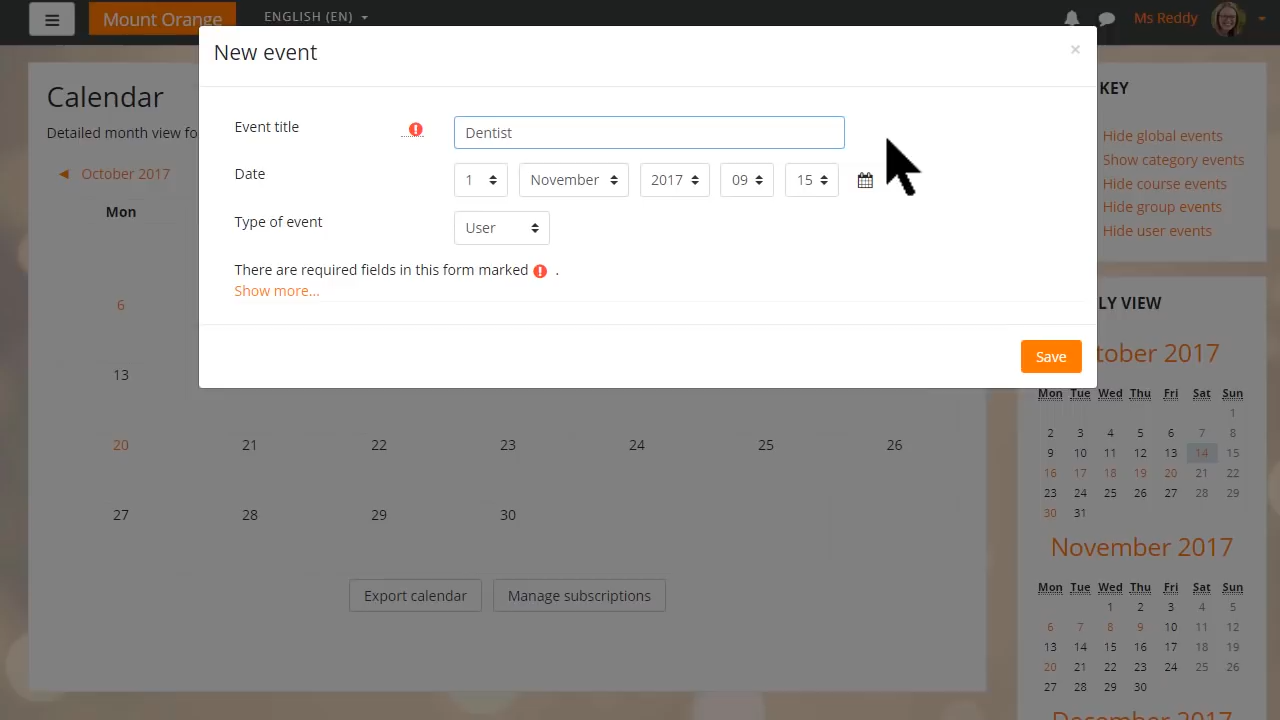 Mount Orange ENGLISH (EN) Ms Reddy
New event ×
Event title Dentist
Date 1 November 2017 09 15
Type of event User
There are required fields in this form marked .
Show more...
Save
Calendar
Detailed month view fo
◄ October 2017
Mon
6
13
20 21 22 23 24 25 26
27 28 29 30
Export calendar Manage subscriptions
KEY
Hide global events
Show category events
Hide course events
Hide group events
Hide user events
LY VIEW
tober 2017
Mon Tue Wed Thu Fri Sat Sun
1
2 3 4 5 6 7 8
9 10 11 12 13 14 15
16 17 18 19 20 21 22
23 24 25 26 27 28 29
30 31
November 2017
Mon Tue Wed Thu Fri Sat Sun
1 2 3 4 5
6 7 8 9 10 11 12
13 14 15 16 17 18 19
20 21 22 23 24 25 26
27 28 29 30
December 2017